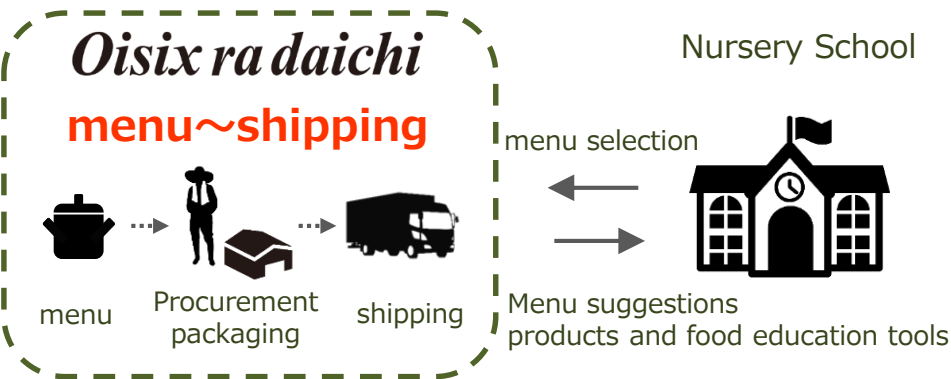 Oisix ra daichi
menu～shipping
menu
Procurement
packaging
shipping
Nursery School
menu selection
Menu suggestions
products and food education tools